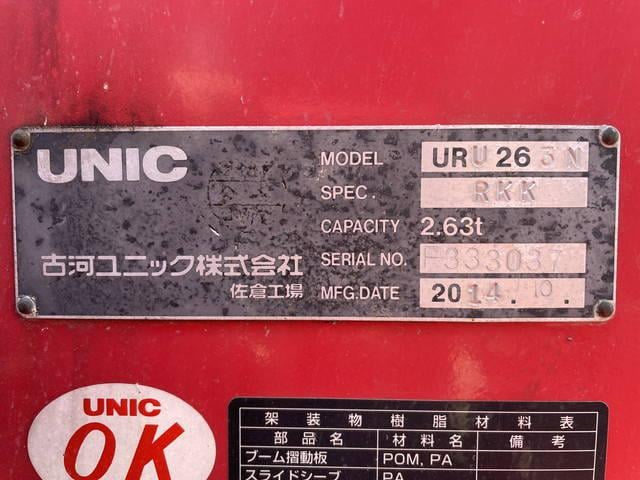 UNIC
MODEL URU263N
SPEC. RKK
CAPACITY 2.63t
古河ユニック株式会社
佐倉工場
SERIAL NO.
MFG.DATE 2014.10.
UNIC
OK
架装物樹脂材料表
部品名 材料名 備考
ブーム摺動板 POM, PA
スライドシーブ PA